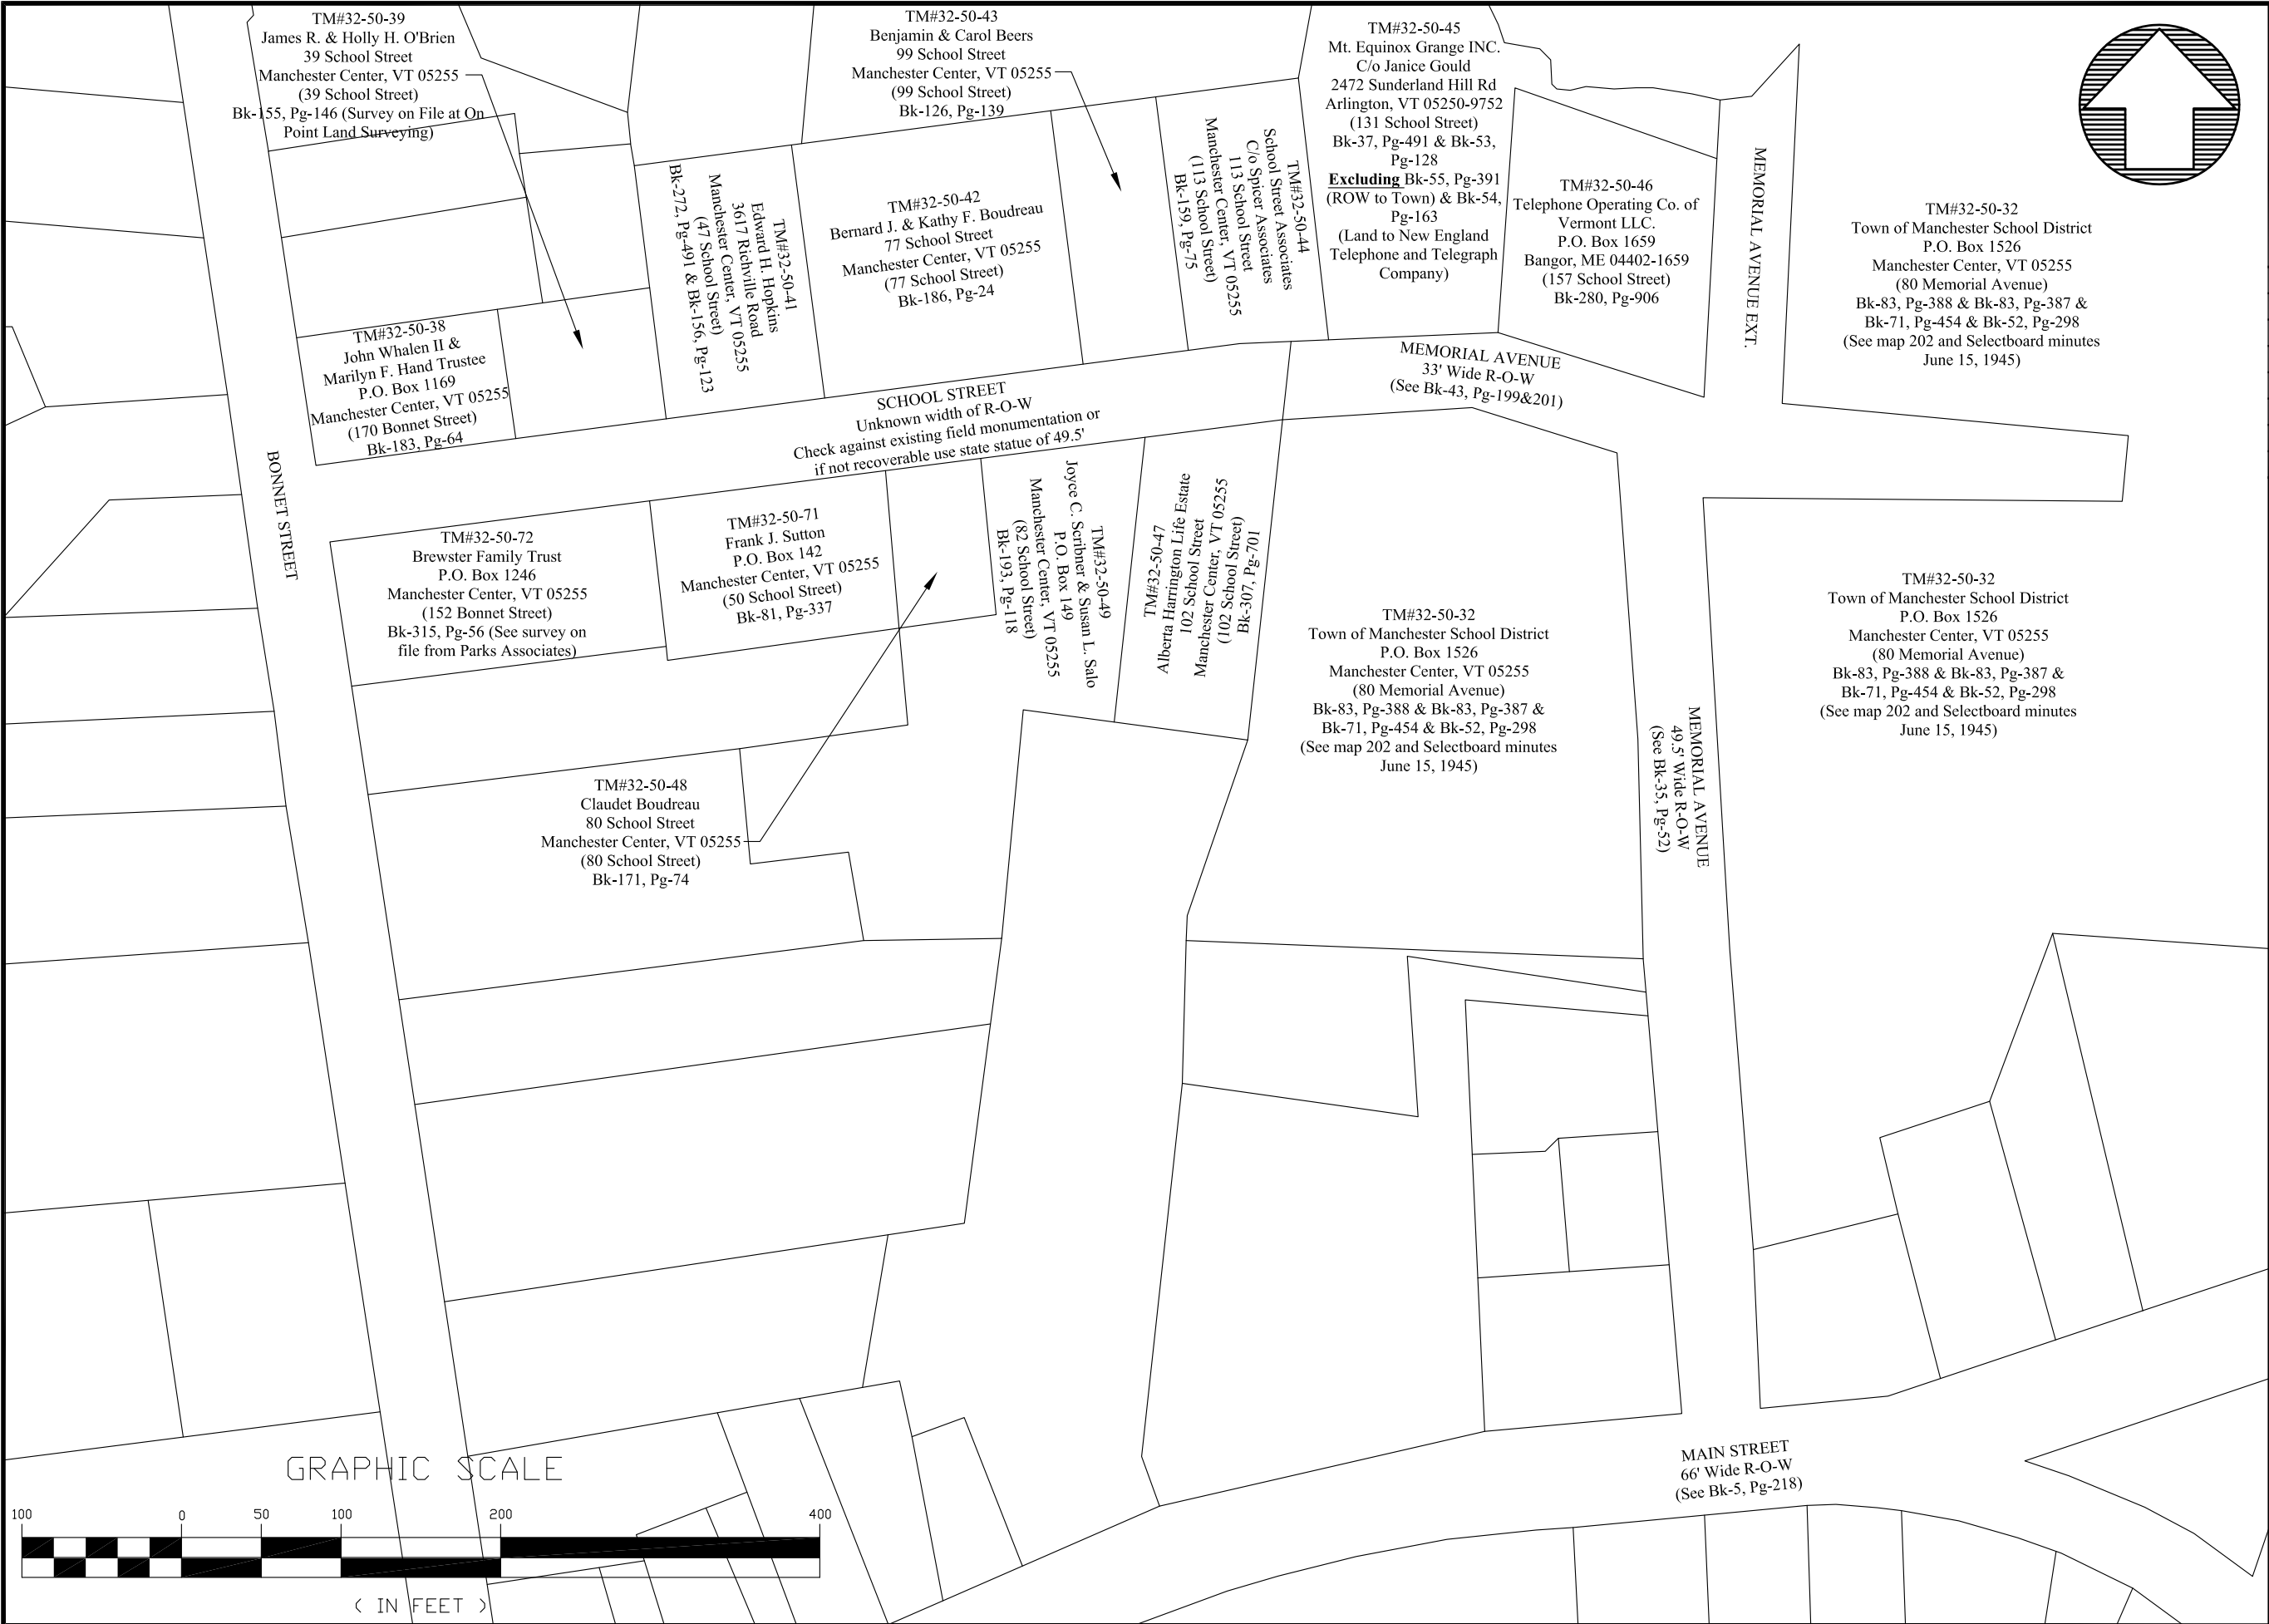 TM#32-50-39
James R. & Holly H. O'Brien
39 School Street
Manchester Center, VT 05255
(39 School Street)
Bk-155, Pg-146 (Survey on File at On
Point Land Surveying)
TM#32-50-43
Benjamin & Carol Beers
99 School Street
Manchester Center, VT 05255
(99 School Street)
Bk-126, Pg-139
TM#32-50-45
Mt. Equinox Grange INC.
C/o Janice Gould
2472 Sunderland Hill Rd
Arlington, VT 05250-9752
(131 School Street)
Bk-37, Pg-491 & Bk-53,
Pg-128
Excluding Bk-55, Pg-391
(ROW to Town) & Bk-54,
Pg-163
(Land to New England
Telephone and Telegraph
Company)
TM#32-50-41
Edward H. Hopkins
3617 Richville Road
Manchester Center, VT 05255
(47 School Street)
Bk-272, Pg-491 & Bk-156, Pg-123
TM#32-50-42
Bernard J. & Kathy F. Boudreau
77 School Street
Manchester Center, VT 05255
(77 School Street)
Bk-186, Pg-24
TM#32-50-44
School Street Associates
C/o Spicer Associates
113 School Street
Manchester Center, VT 05255
(113 School Street)
Bk-159, Pg-75
TM#32-50-46
Telephone Operating Co. of
Vermont LLC.
P.O. Box 1659
Bangor, ME 04402-1659
(157 School Street)
Bk-280, Pg-906
MEMORIAL AVENUE EXT.
TM#32-50-32
Town of Manchester School District
P.O. Box 1526
Manchester Center, VT 05255
(80 Memorial Avenue)
Bk-83, Pg-388 & Bk-83, Pg-387 &
Bk-71, Pg-454 & Bk-52, Pg-298
(See map 202 and Selectboard minutes
June 15, 1945)
TM#32-50-38
John Whalen II &
Marilyn F. Hand Trustee
P.O. Box 1169
Manchester Center, VT 05255
(170 Bonnet Street)
Bk-183, Pg-64
SCHOOL STREET
Unknown width of R-O-W
Check against existing field monumentation or
if not recoverable use state statue of 49.5'
MEMORIAL AVENUE
33' Wide R-O-W
(See Bk-43, Pg-199&201)
BONNET STREET
TM#32-50-72
Brewster Family Trust
P.O. Box 1246
Manchester Center, VT 05255
(152 Bonnet Street)
Bk-315, Pg-56 (See survey on
file from Parks Associates)
TM#32-50-71
Frank J. Sutton
P.O. Box 142
Manchester Center, VT 05255
(50 School Street)
Bk-81, Pg-337
TM#32-50-49
Joyce C. Scribner & Susan L. Salo
P.O. Box 149
Manchester Center, VT 05255
(82 School Street)
Bk-193, Pg-118
TM#32-50-47
Alberta Harrington Life Estate
102 School Street
Manchester Center, VT 05255
(102 School Street)
Bk-307, Pg-701
TM#32-50-32
Town of Manchester School District
P.O. Box 1526
Manchester Center, VT 05255
(80 Memorial Avenue)
Bk-83, Pg-388 & Bk-83, Pg-387 &
Bk-71, Pg-454 & Bk-52, Pg-298
(See map 202 and Selectboard minutes
June 15, 1945)
MEMORIAL AVENUE
49.5' Wide R-O-W
(See Bk-35, Pg-52)
TM#32-50-32
Town of Manchester School District
P.O. Box 1526
Manchester Center, VT 05255
(80 Memorial Avenue)
Bk-83, Pg-388 & Bk-83, Pg-387 &
Bk-71, Pg-454 & Bk-52, Pg-298
(See map 202 and Selectboard minutes
June 15, 1945)
TM#32-50-48
Claudet Boudreau
80 School Street
Manchester Center, VT 05255
(80 School Street)
Bk-171, Pg-74
MAIN STREET
66' Wide R-O-W
(See Bk-5, Pg-218)
GRAPHIC SCALE
100 0 50 100 200 400
( IN FEET )